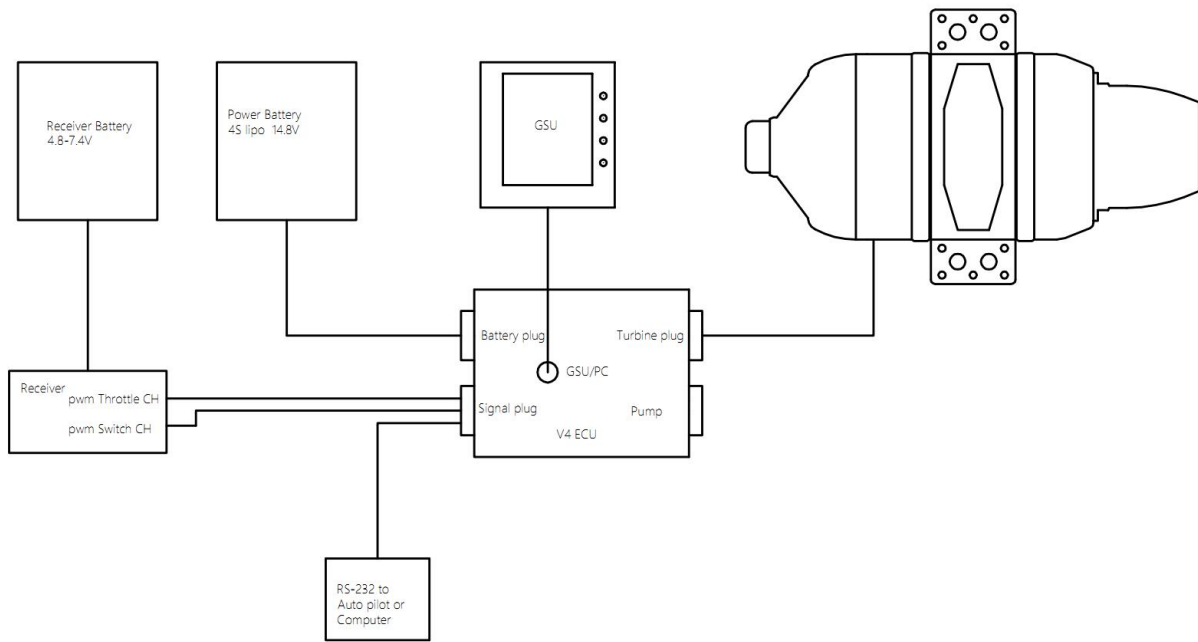 Receiver Battery
4.8-7.4V
Power Battery
4S lipo 14.8V
GSU
Battery plug
Turbine plug
GSU/PC
Receiver
pwm Throttle CH
pwm Switch CH
Signal plug
Pump
V4 ECU
RS-232 to
Auto pilot or
Computer